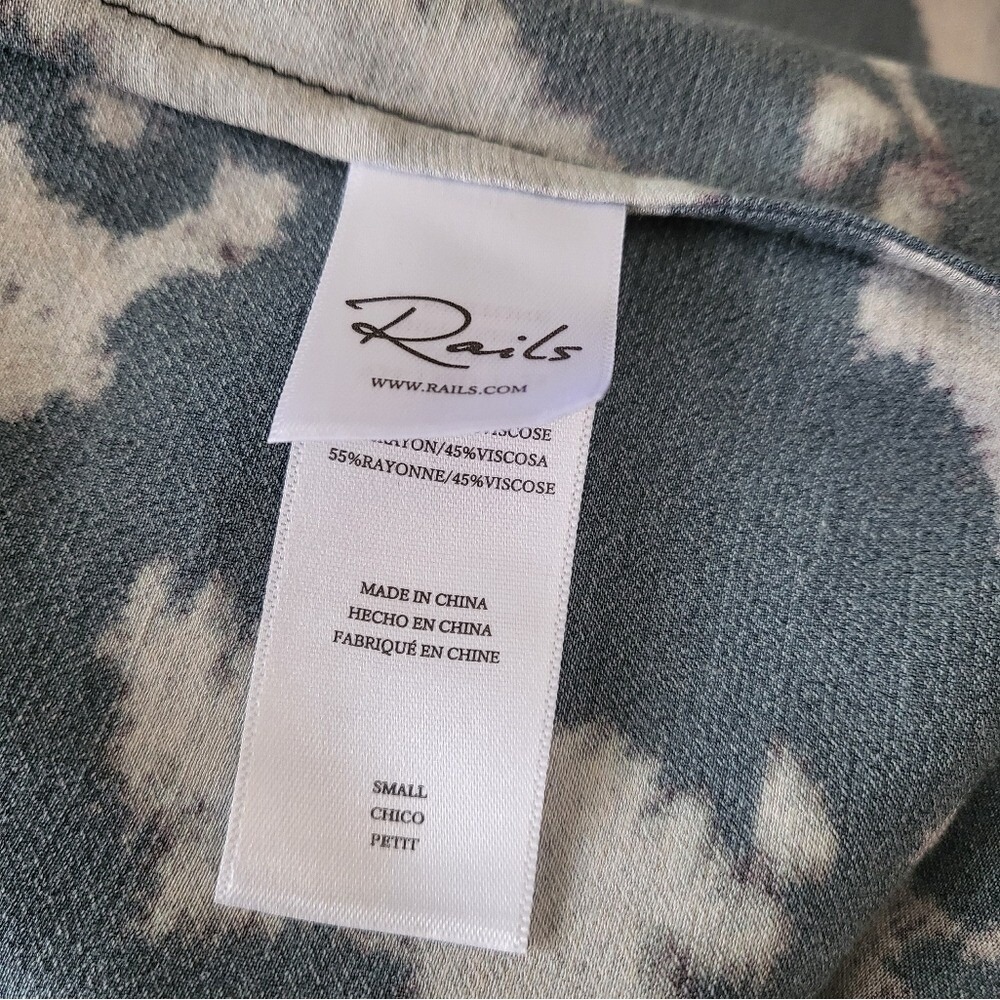 Rails
WWW.RAILS.COM
VISCOSE
RAYON/45%VISCOSA
55%RAYONNE/45%VISCOSE
MADE IN CHINA
HECHO EN CHINA
FABRIQUÉ EN CHINE
SMALL
CHICO
PETIT